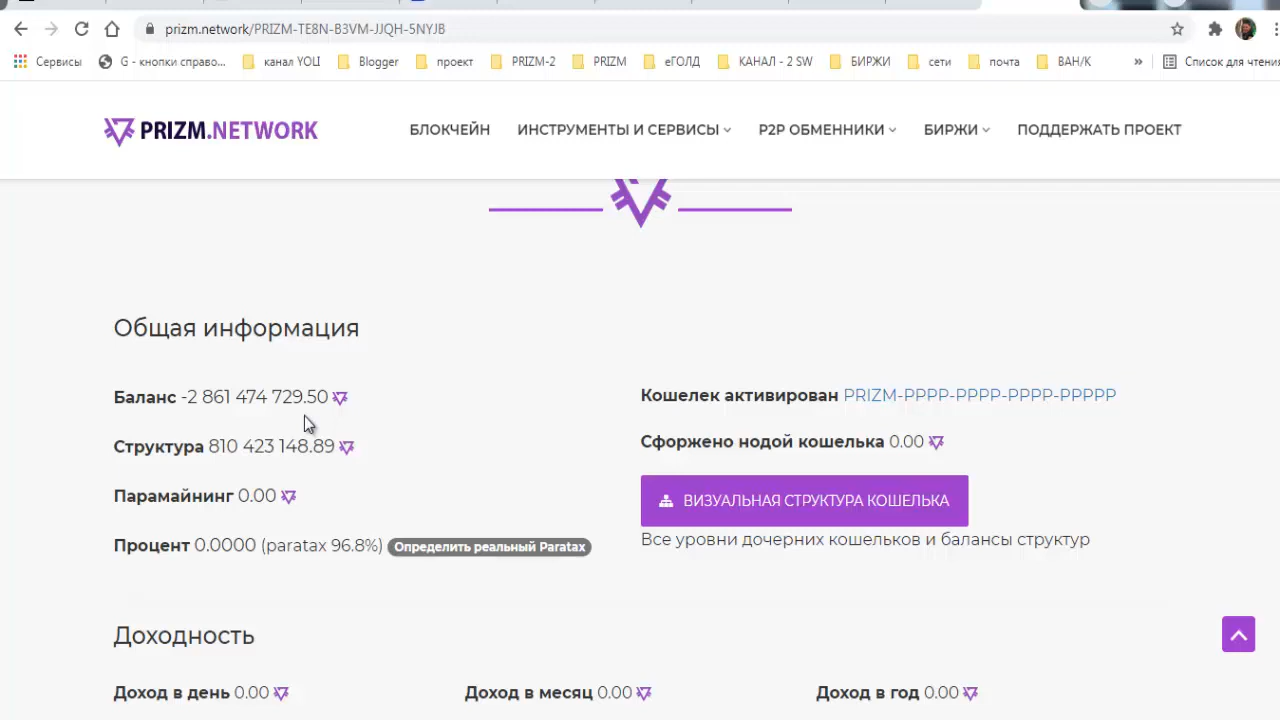 prizm.network/PRIZM-TE8N-B3VM-JJQH-5NYJB
Сервисы G - кнопки справо... канал YOLI Blogger проект PRIZM-2 PRIZM еГОЛД КАНАЛ - 2 SW БИРЖИ сети почта ВАН/К » Список для чтения
PRIZM.NETWORK БЛОКЧЕЙН ИНСТРУМЕНТЫ И СЕРВИСЫ P2P ОБМЕННИКИ БИРЖИ ПОДДЕРЖАТЬ ПРОЕКТ
Общая информация
Баланс -2 861 474 729.50
Структура 810 423 148.89
Парамайнинг 0.00
Процент 0.0000 (paratax 96.8%) Определить реальный Paratax
Кошелек активирован PRIZM-PPPP-PPPP-PPPP-PPPPP
Сфоржено нодой кошелька 0.00
ВИЗУАЛЬНАЯ СТРУКТУРА КОШЕЛЬКА
Все уровни дочерних кошельков и балансы структур
Доходность
Доход в день 0.00 Доход в месяц 0.00 Доход в год 0.00